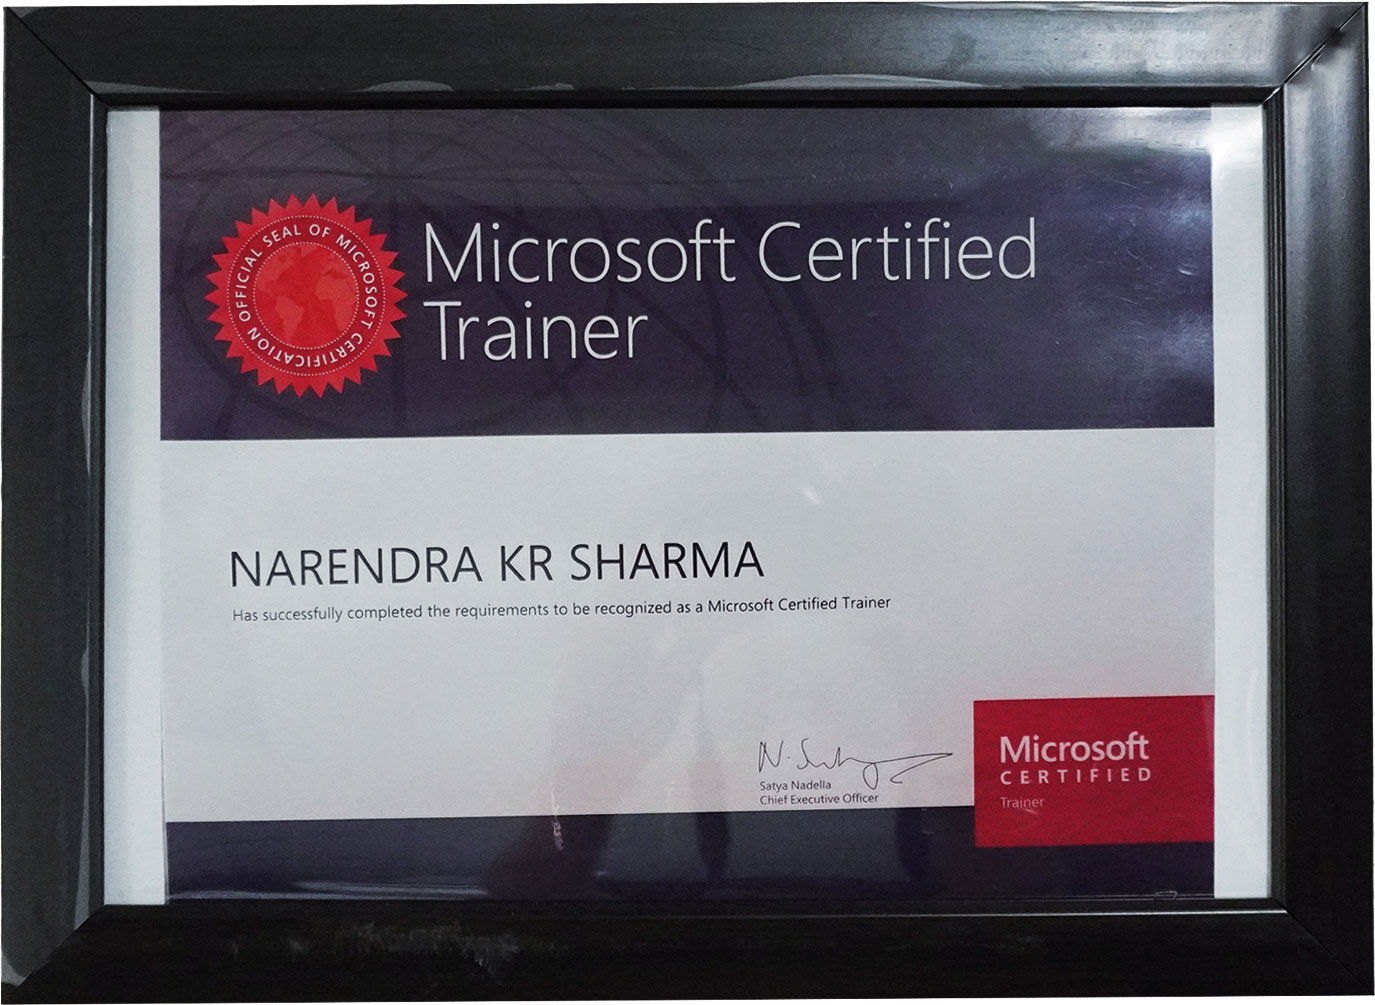 OFFICIAL SEAL OF MICROSOFT CERTIFICATION
Microsoft Certified
Trainer
NARENDRA KR SHARMA
Has successfully completed the requirements to be recognized as a Microsoft Certified Trainer
Satya Nadella
Chief Executive Officer
Microsoft
CERTIFIED
Trainer